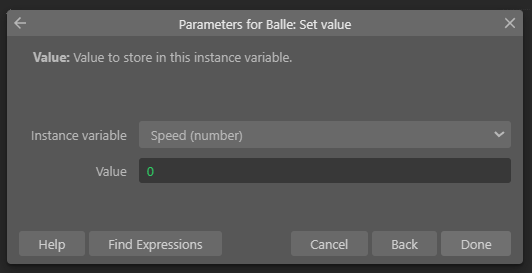 Parameters for Balle: Set value
Value: Value to store in this instance variable.
Instance variable Speed (number)
Value 0
Help Find Expressions Cancel Back Done